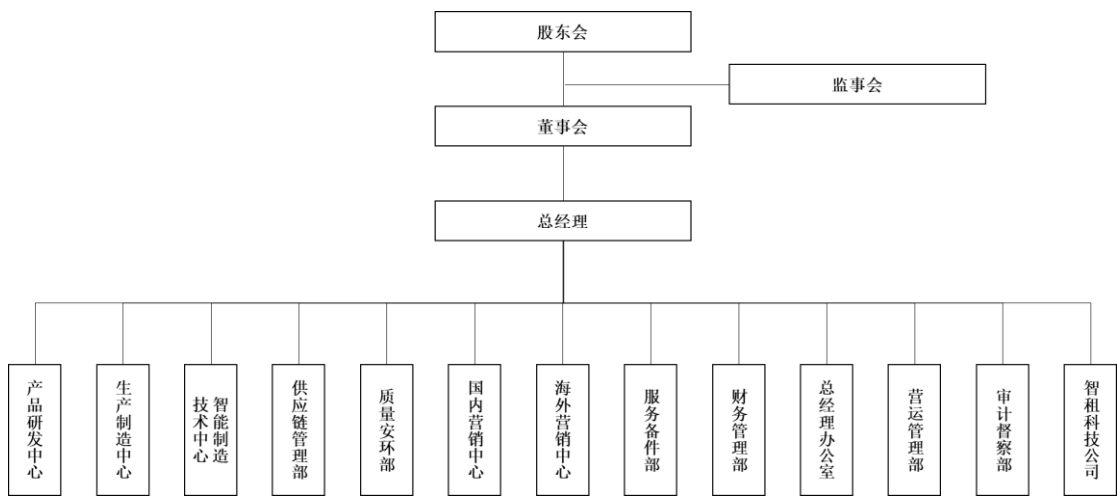 股东会
监事会
董事会
总经理
产品研发中心
生产制造中心
智能制造
技术中心
供应链管理部
质量安环部
国内营销中心
海外营销中心
服务备件部
财务管理部
总经理办公室
营运管理部
审计督察部
智租科技公司